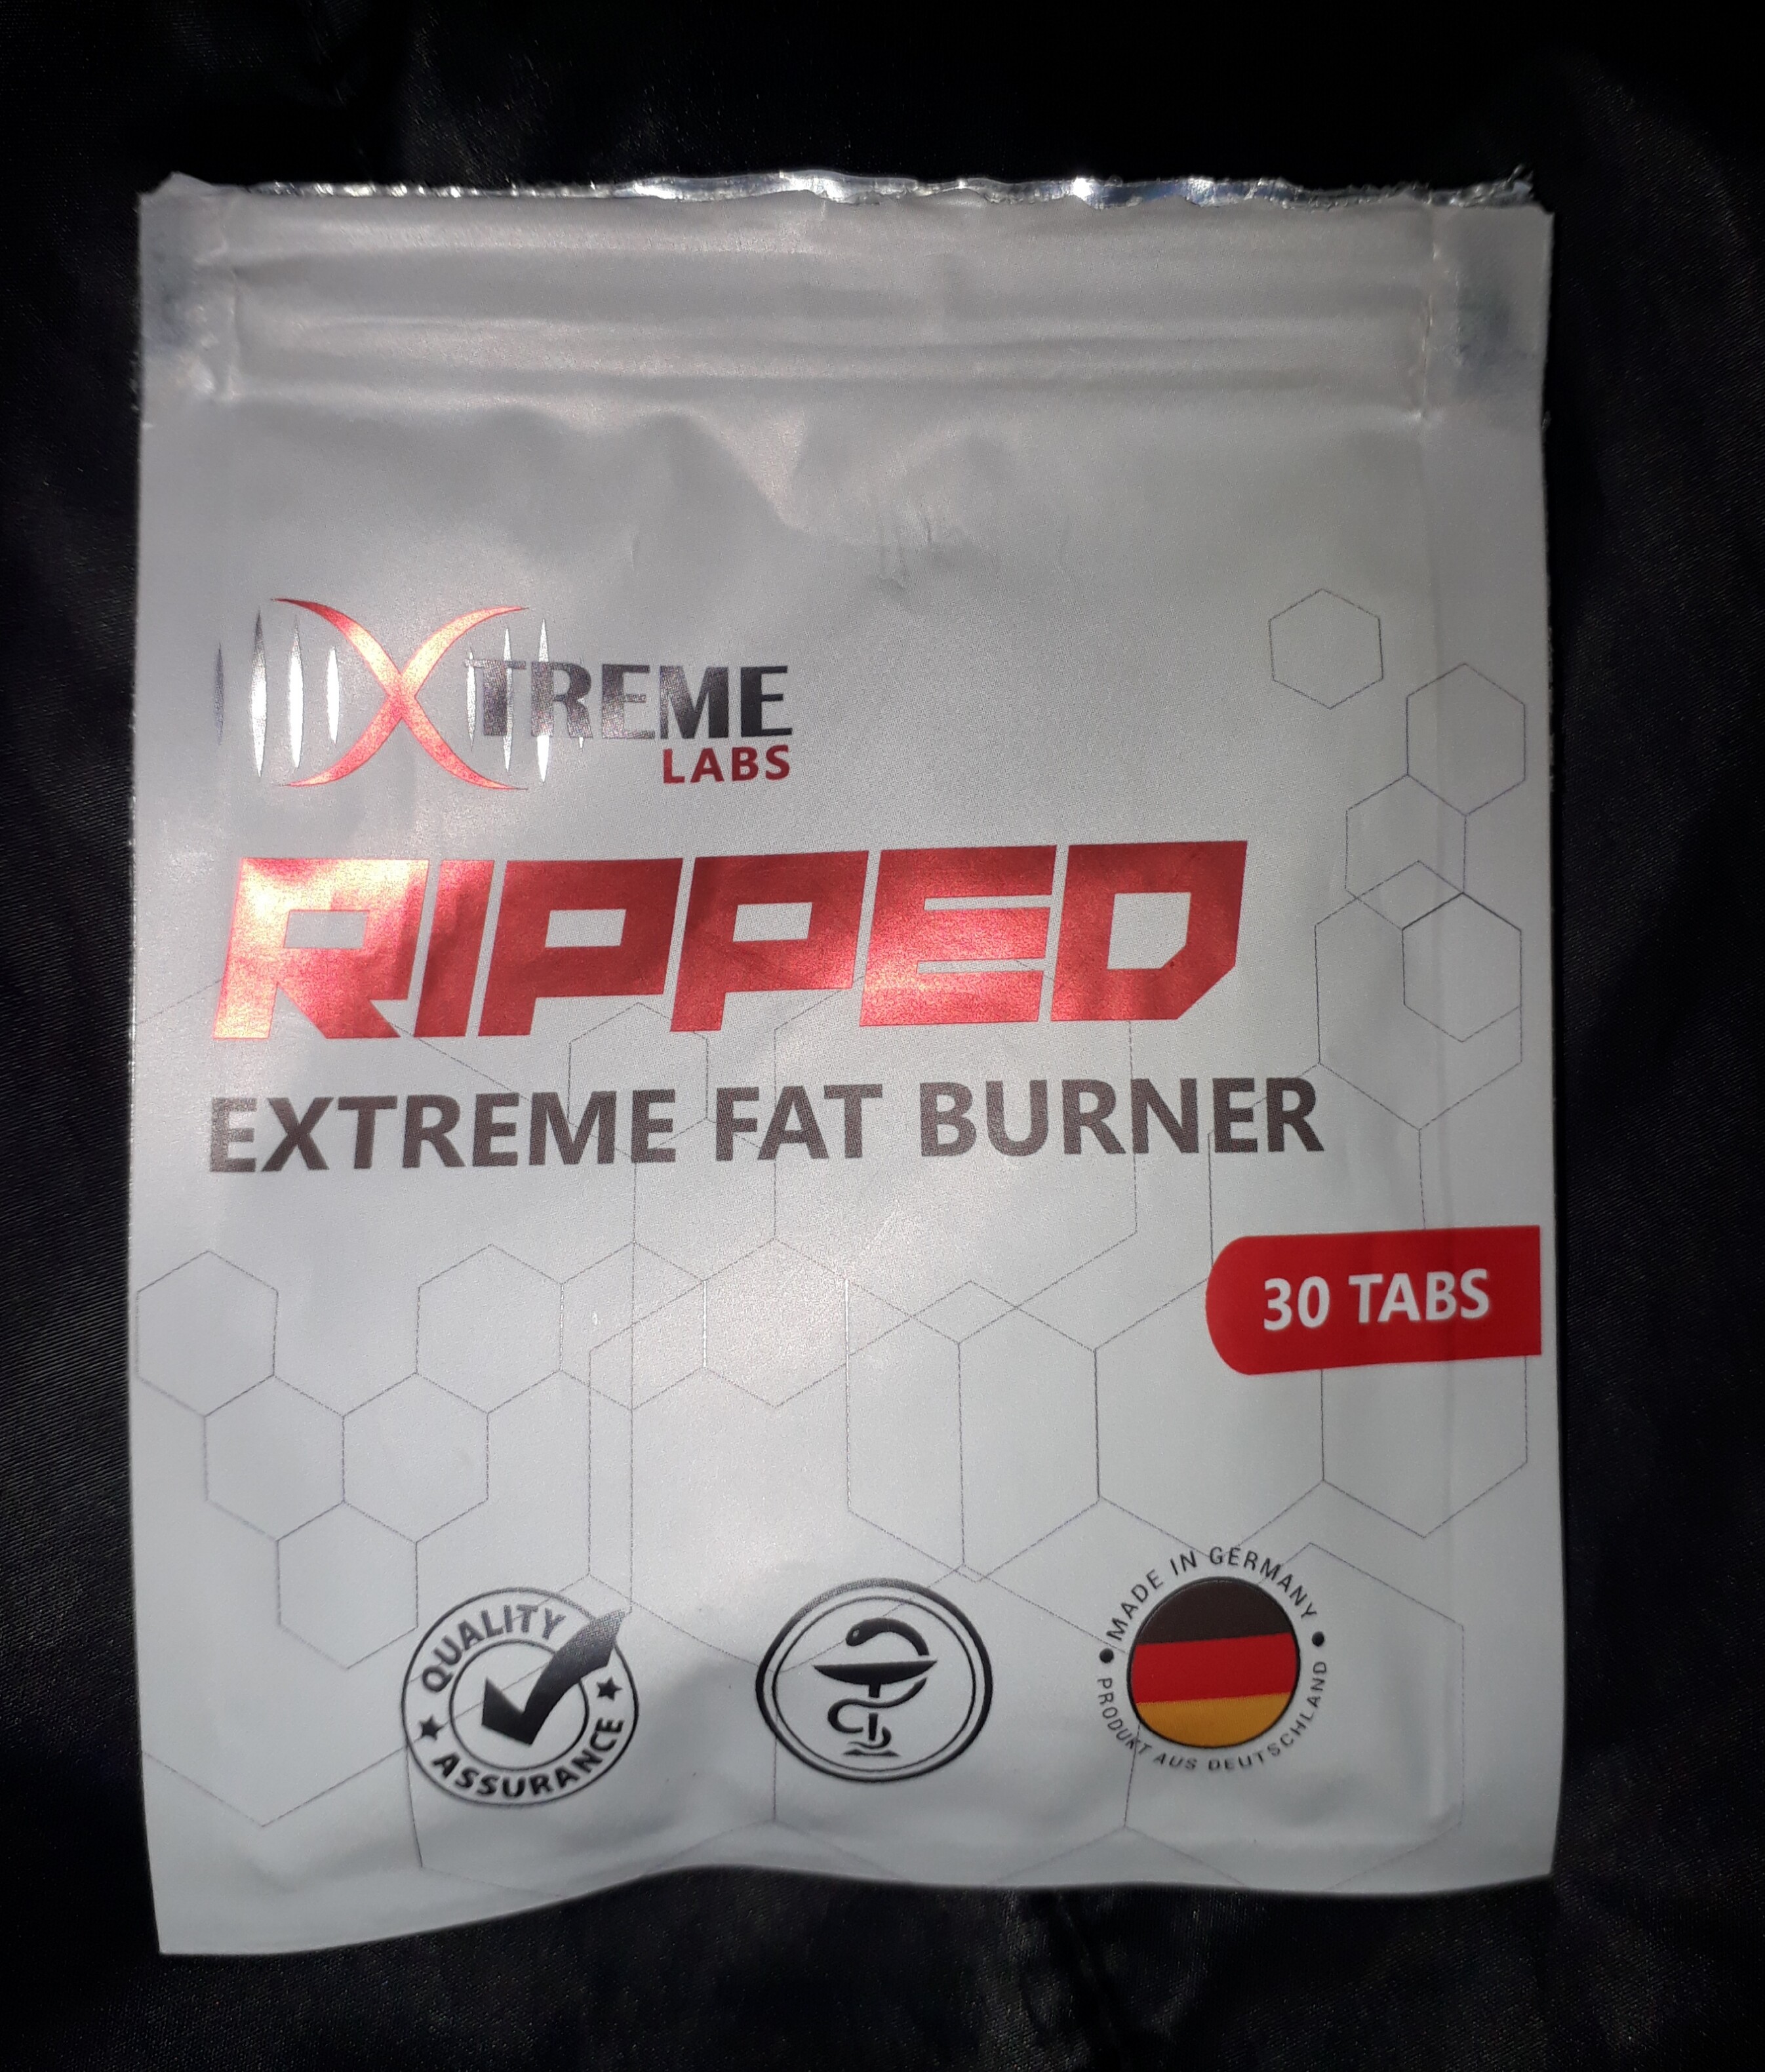 XTREME
LABS
RIPPED
EXTREME FAT BURNER
30 TABS
QUALITY
ASSURANCE
MADE IN GERMANY
PRODUKT AUS DEUTSCHLAND